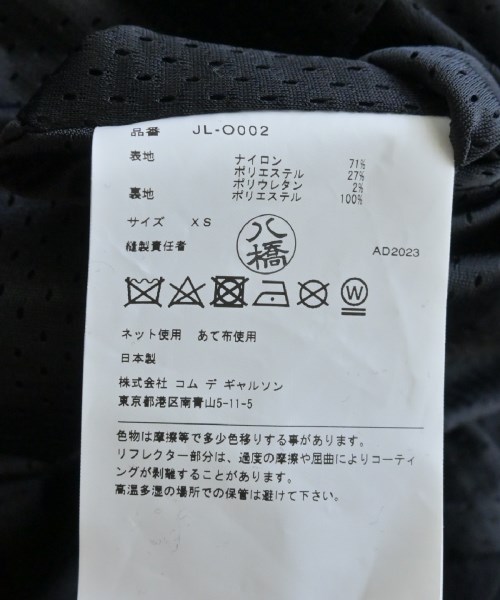 品番 JL-O002
表地 ナイロン 71%
ポリエステル 27%
ポリウレタン 2%
裏地 ポリエステル 100%
サイズ XS
縫製責任者 八橋 AD2023
W
ネット使用 あて布使用
日本製
株式会社 コム デ ギャルソン
東京都港区南青山5-11-5
色物は摩擦等で多少色移りする事があります。
リフレクター部分は、過度の摩擦や屈曲によりコーティ
ングが剥離することがあります。
高温多湿の場所での保管は避けて下さい。